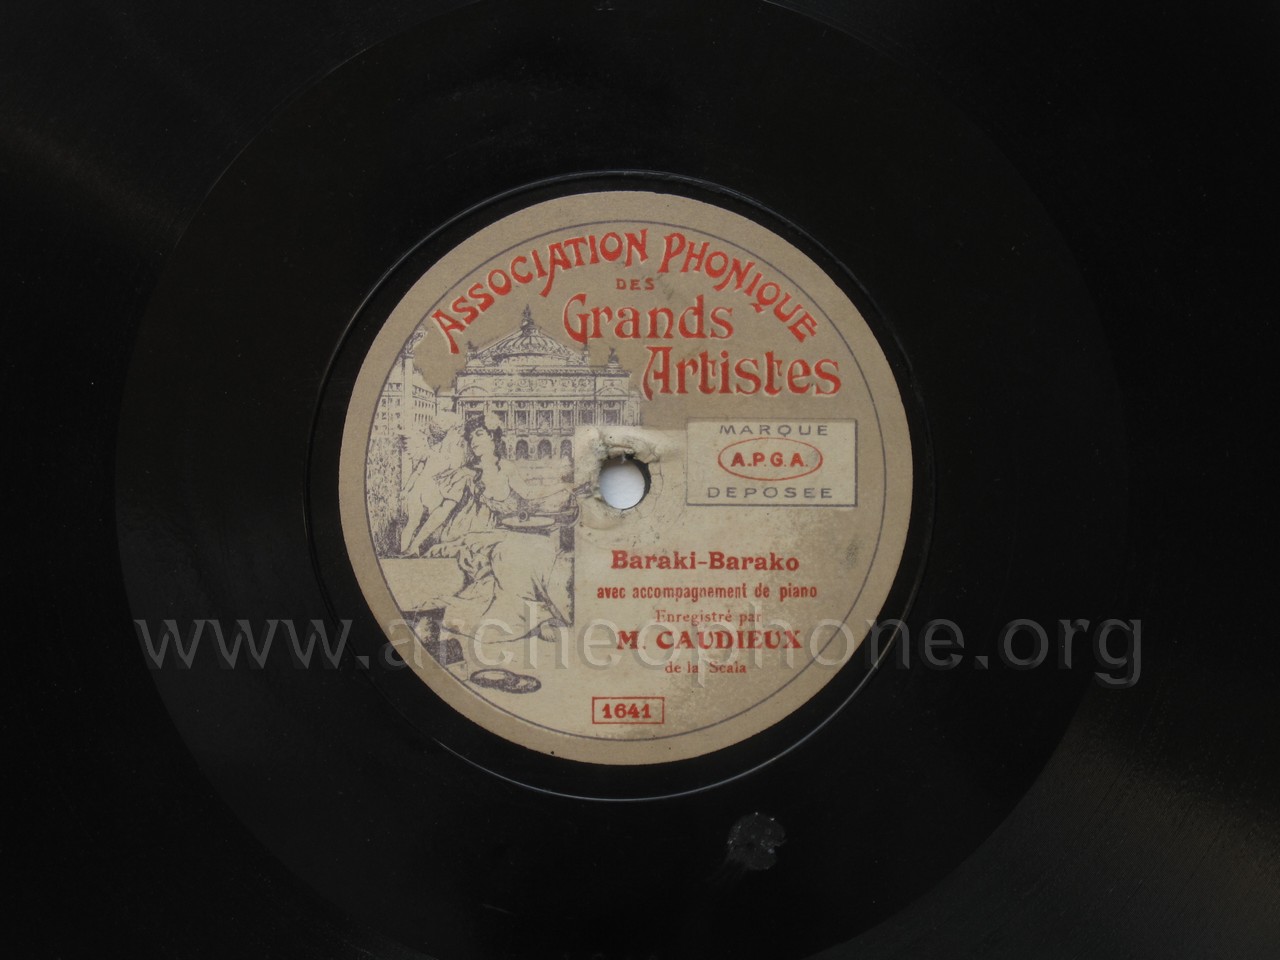 ASSOCIATION PHONIQUE
DES
Grands
Artistes
MARQUE
A.P.G.A.
DEPOSEE
Baraki-Barako
avec accompagnement de piano
Enregistré par
M. CAUDIEUX
de la Scala
1641
www.archeophone.org